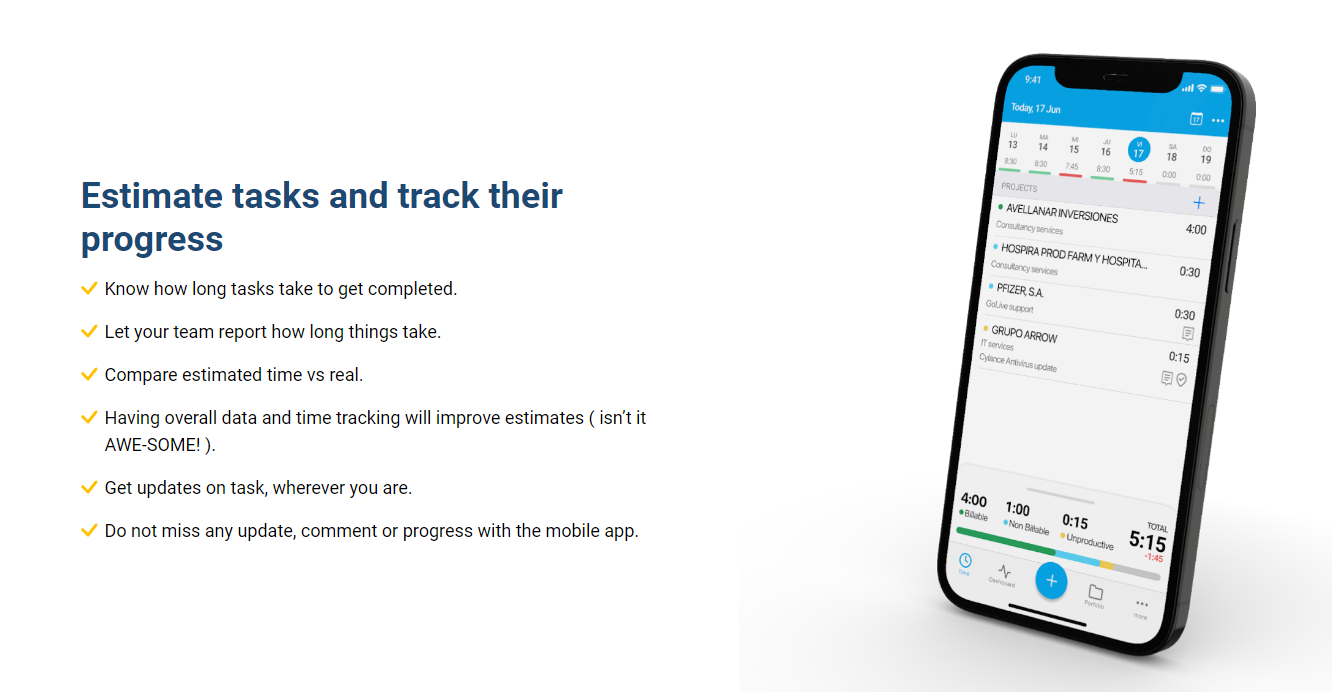 Estimate tasks and track their
progress
Know how long tasks take to get completed.
Let your team report how long things take.
Compare estimated time vs real.
Having overall data and time tracking will improve estimates ( isn’t it
AWE-SOME! ).
Get updates on task, wherever you are.
Do not miss any update, comment or progress with the mobile app.
9:41
Today, 17 Jun
17
LU MA MI JU VI SA DO
13 14 15 16 17 18 19
8:30 8:30 7:45 8:30 5:15 0:00 0:00
PROJECTS
AVELLANAR INVERSIONES 4:00
Consultancy services
HOSPIRA PROD FARM Y HOSPITA... 0:30
Consultancy services
PFIZER, S.A. 0:30
GoLive support
GRUPO ARROW 0:15
IT services
Cylance Antivirus update
4:00 1:00 0:15 TOTAL
Billable Non Billable Unproductive 5:15
-1:45
Time Dashboard Portfolio more